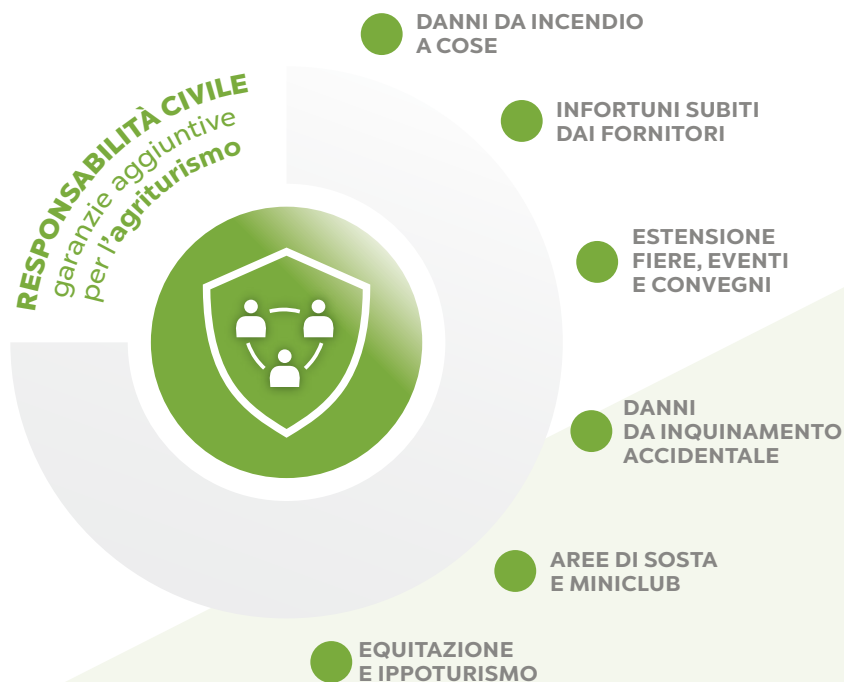 RESPONSABILITÀ CIVILE
garanzie aggiuntive
per l'agriturismo
DANNI DA INCENDIO
A COSE
INFORTUNI SUBITI
DAI FORNITORI
ESTENSIONE
FIERE, EVENTI
E CONVEGNI
DANNI
DA INQUINAMENTO
ACCIDENTALE
AREE DI SOSTA
E MINICLUB
EQUITAZIONE
E IPPOTURISMO